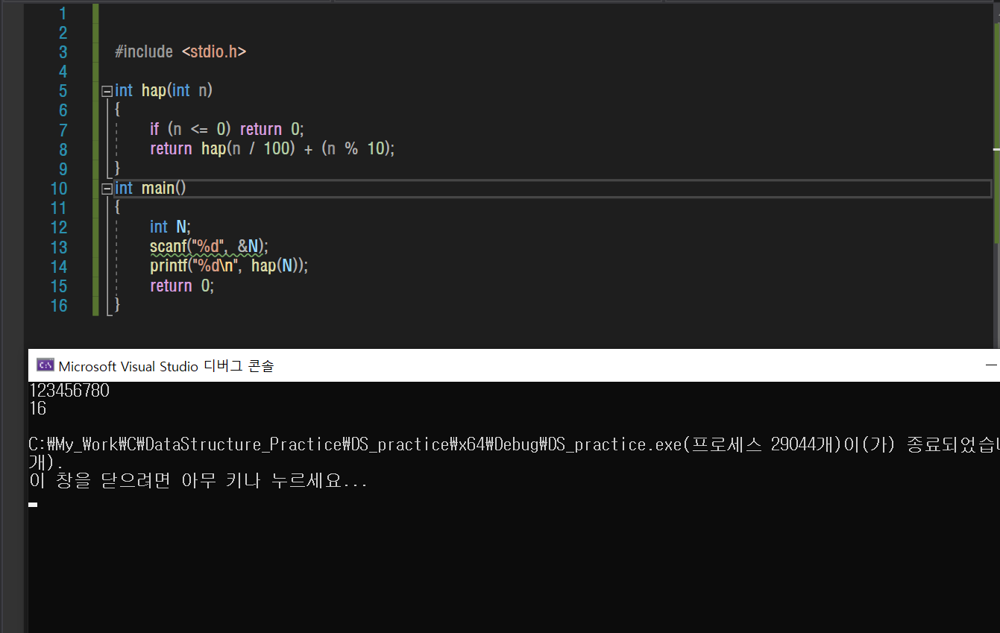 1
2
3 #include <stdio.h>
4
5 int hap(int n)
6 {
7 if (n <= 0) return 0;
8 return hap(n / 100) + (n % 10);
9 }
10 int main()
11 {
12 int N;
13 scanf("%d", &N);
14 printf("%d\n", hap(N));
15 return 0;
16 }
C:\ Microsoft Visual Studio 디버그 콘솔
123456780
16
C:₩My_Work₩C₩DataStructure_Practice₩DS_practice₩x64₩Debug₩DS_practice.exe(프로세스 29044개)이(가) 종료되었습
개).
이 창을 닫으려면 아무 키나 누르세요...